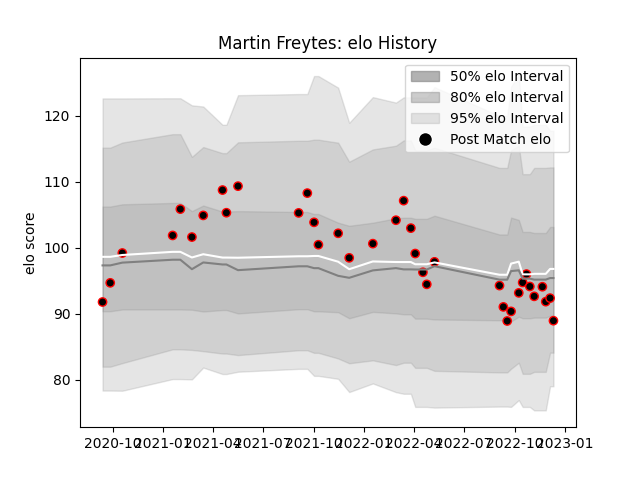 Martin Freytes: elo History
50% elo Interval
80% elo Interval
95% elo Interval
Post Match elo
elo score
120
110
100
90
80
2020-10 2021-01 2021-04 2021-07 2021-10 2022-01 2022-04 2022-07 2022-10 2023-01